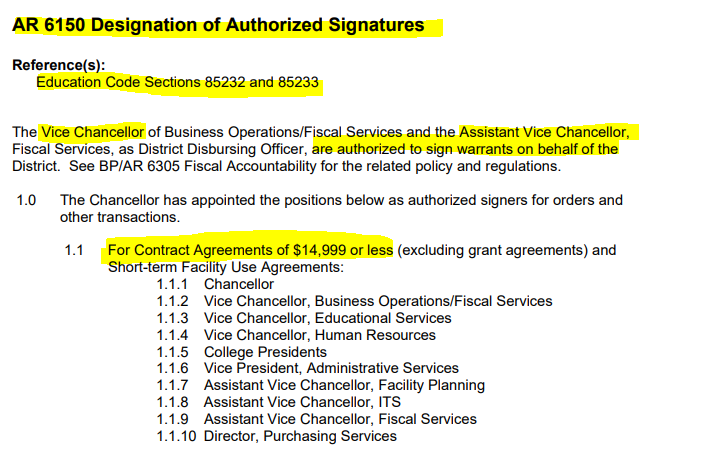 AR 6150 Designation of Authorized Signatures
Reference(s):
Education Code Sections 85232 and 85233
The Vice Chancellor of Business Operations/Fiscal Services and the Assistant Vice Chancellor,
Fiscal Services, as District Disbursing Officer, are authorized to sign warrants on behalf of the
District.  See BP/AR 6305 Fiscal Accountability for the related policy and regulations.
1.0 The Chancellor has appointed the positions below as authorized signers for orders and
other transactions.
1.1 For Contract Agreements of $14,999 or less (excluding grant agreements) and
Short-term Facility Use Agreements:
1.1.1 Chancellor
1.1.2 Vice Chancellor, Business Operations/Fiscal Services
1.1.3 Vice Chancellor, Educational Services
1.1.4 Vice Chancellor, Human Resources
1.1.5 College Presidents
1.1.6 Vice President, Administrative Services
1.1.7 Assistant Vice Chancellor, Facility Planning
1.1.8 Assistant Vice Chancellor, ITS
1.1.9 Assistant Vice Chancellor, Fiscal Services
1.1.10 Director, Purchasing Services